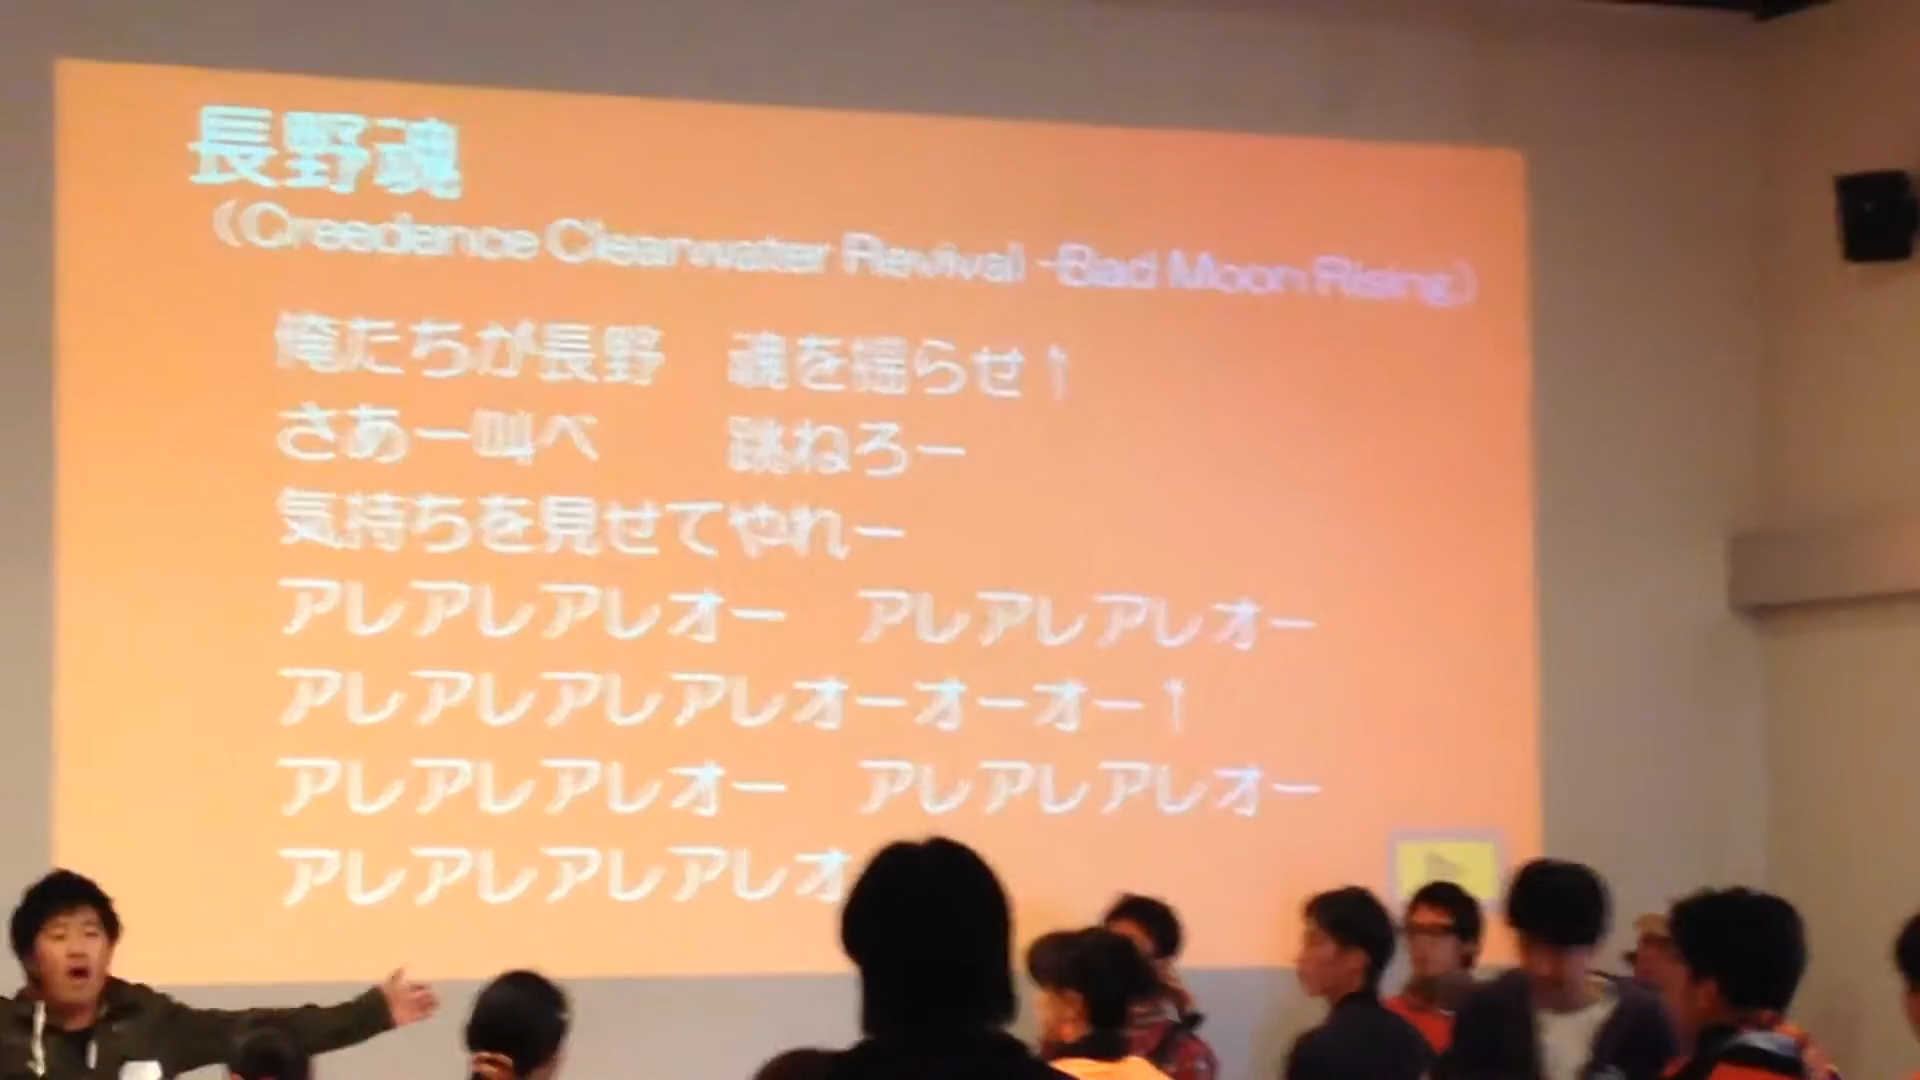 長野魂
(Creedance Clearwater Revival -Bad Moon Rising)
俺たちが長野　魂を揺らせ↑
さあー叫べ　跳ねろー
気持ちを見せてやれー
アレアレアレオー　アレアレアレオー
アレアレアレアレオーオーオー↑
アレアレアレオー　アレアレアレオー
アレアレアレアレオ